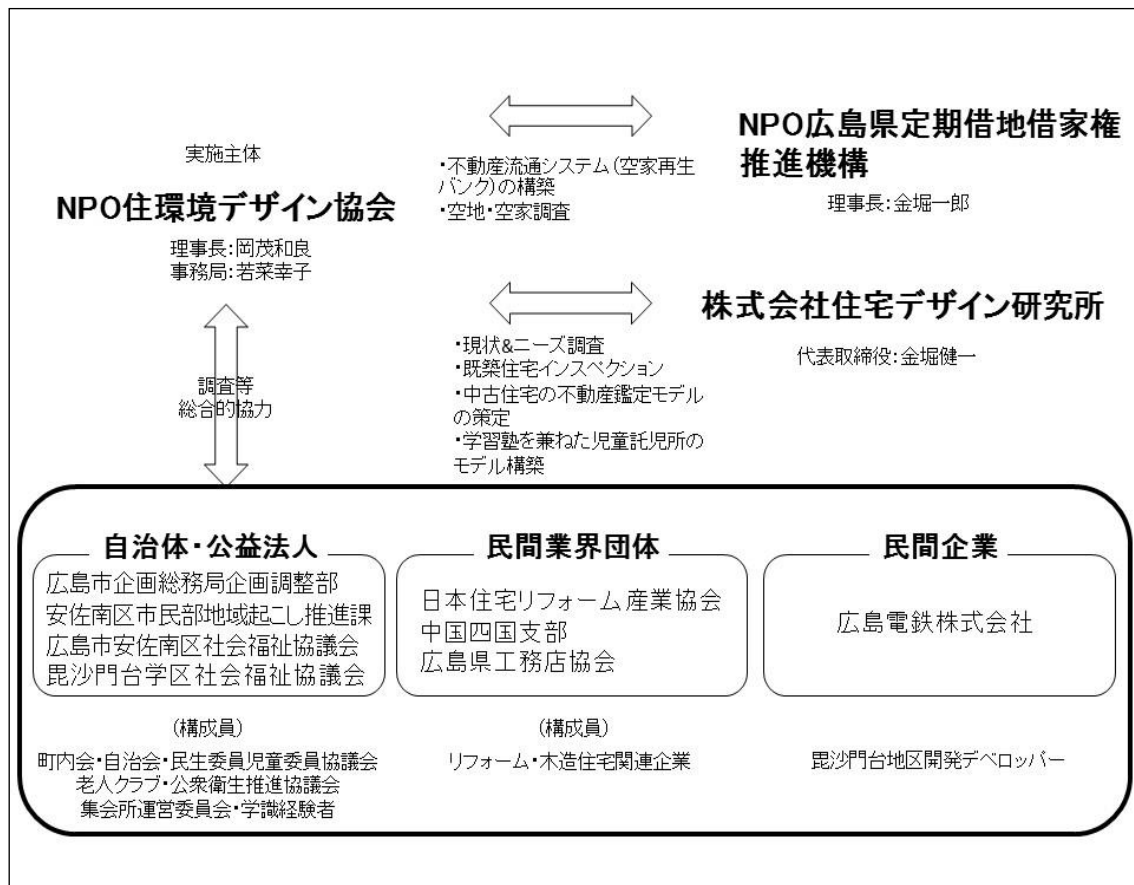 実施主体
NPO住環境デザイン協会
理事長:岡茂和良
事務局:若菜幸子
・不動産流通システム(空家再生
バンク)の構築
・空地・空家調査
NPO広島県定期借地借家権
推進機構
理事長:金堀一郎
・現状&ニーズ調査
・既築住宅インスペクション
・中古住宅の不動産鑑定モデル
の策定
・学習塾を兼ねた児童託児所の
モデル構築
株式会社住宅デザイン研究所
代表取締役:金堀健一
調査等
総合的協力
自治体・公益法人
広島市企画総務局企画調整部
安佐南区市民部地域起こし推進課
広島市安佐南区社会福祉協議会
毘沙門台学区社会福祉協議会
(構成員)
町内会・自治会・民生委員児童委員協議会
老人クラブ・公衆衛生推進協議会
集会所運営委員会・学識経験者
民間業界団体
日本住宅リフォーム産業協会
中国四国支部
広島県工務店協会
(構成員)
リフォーム・木造住宅関連企業
民間企業
広島電鉄株式会社
毘沙門台地区開発デベロッパー